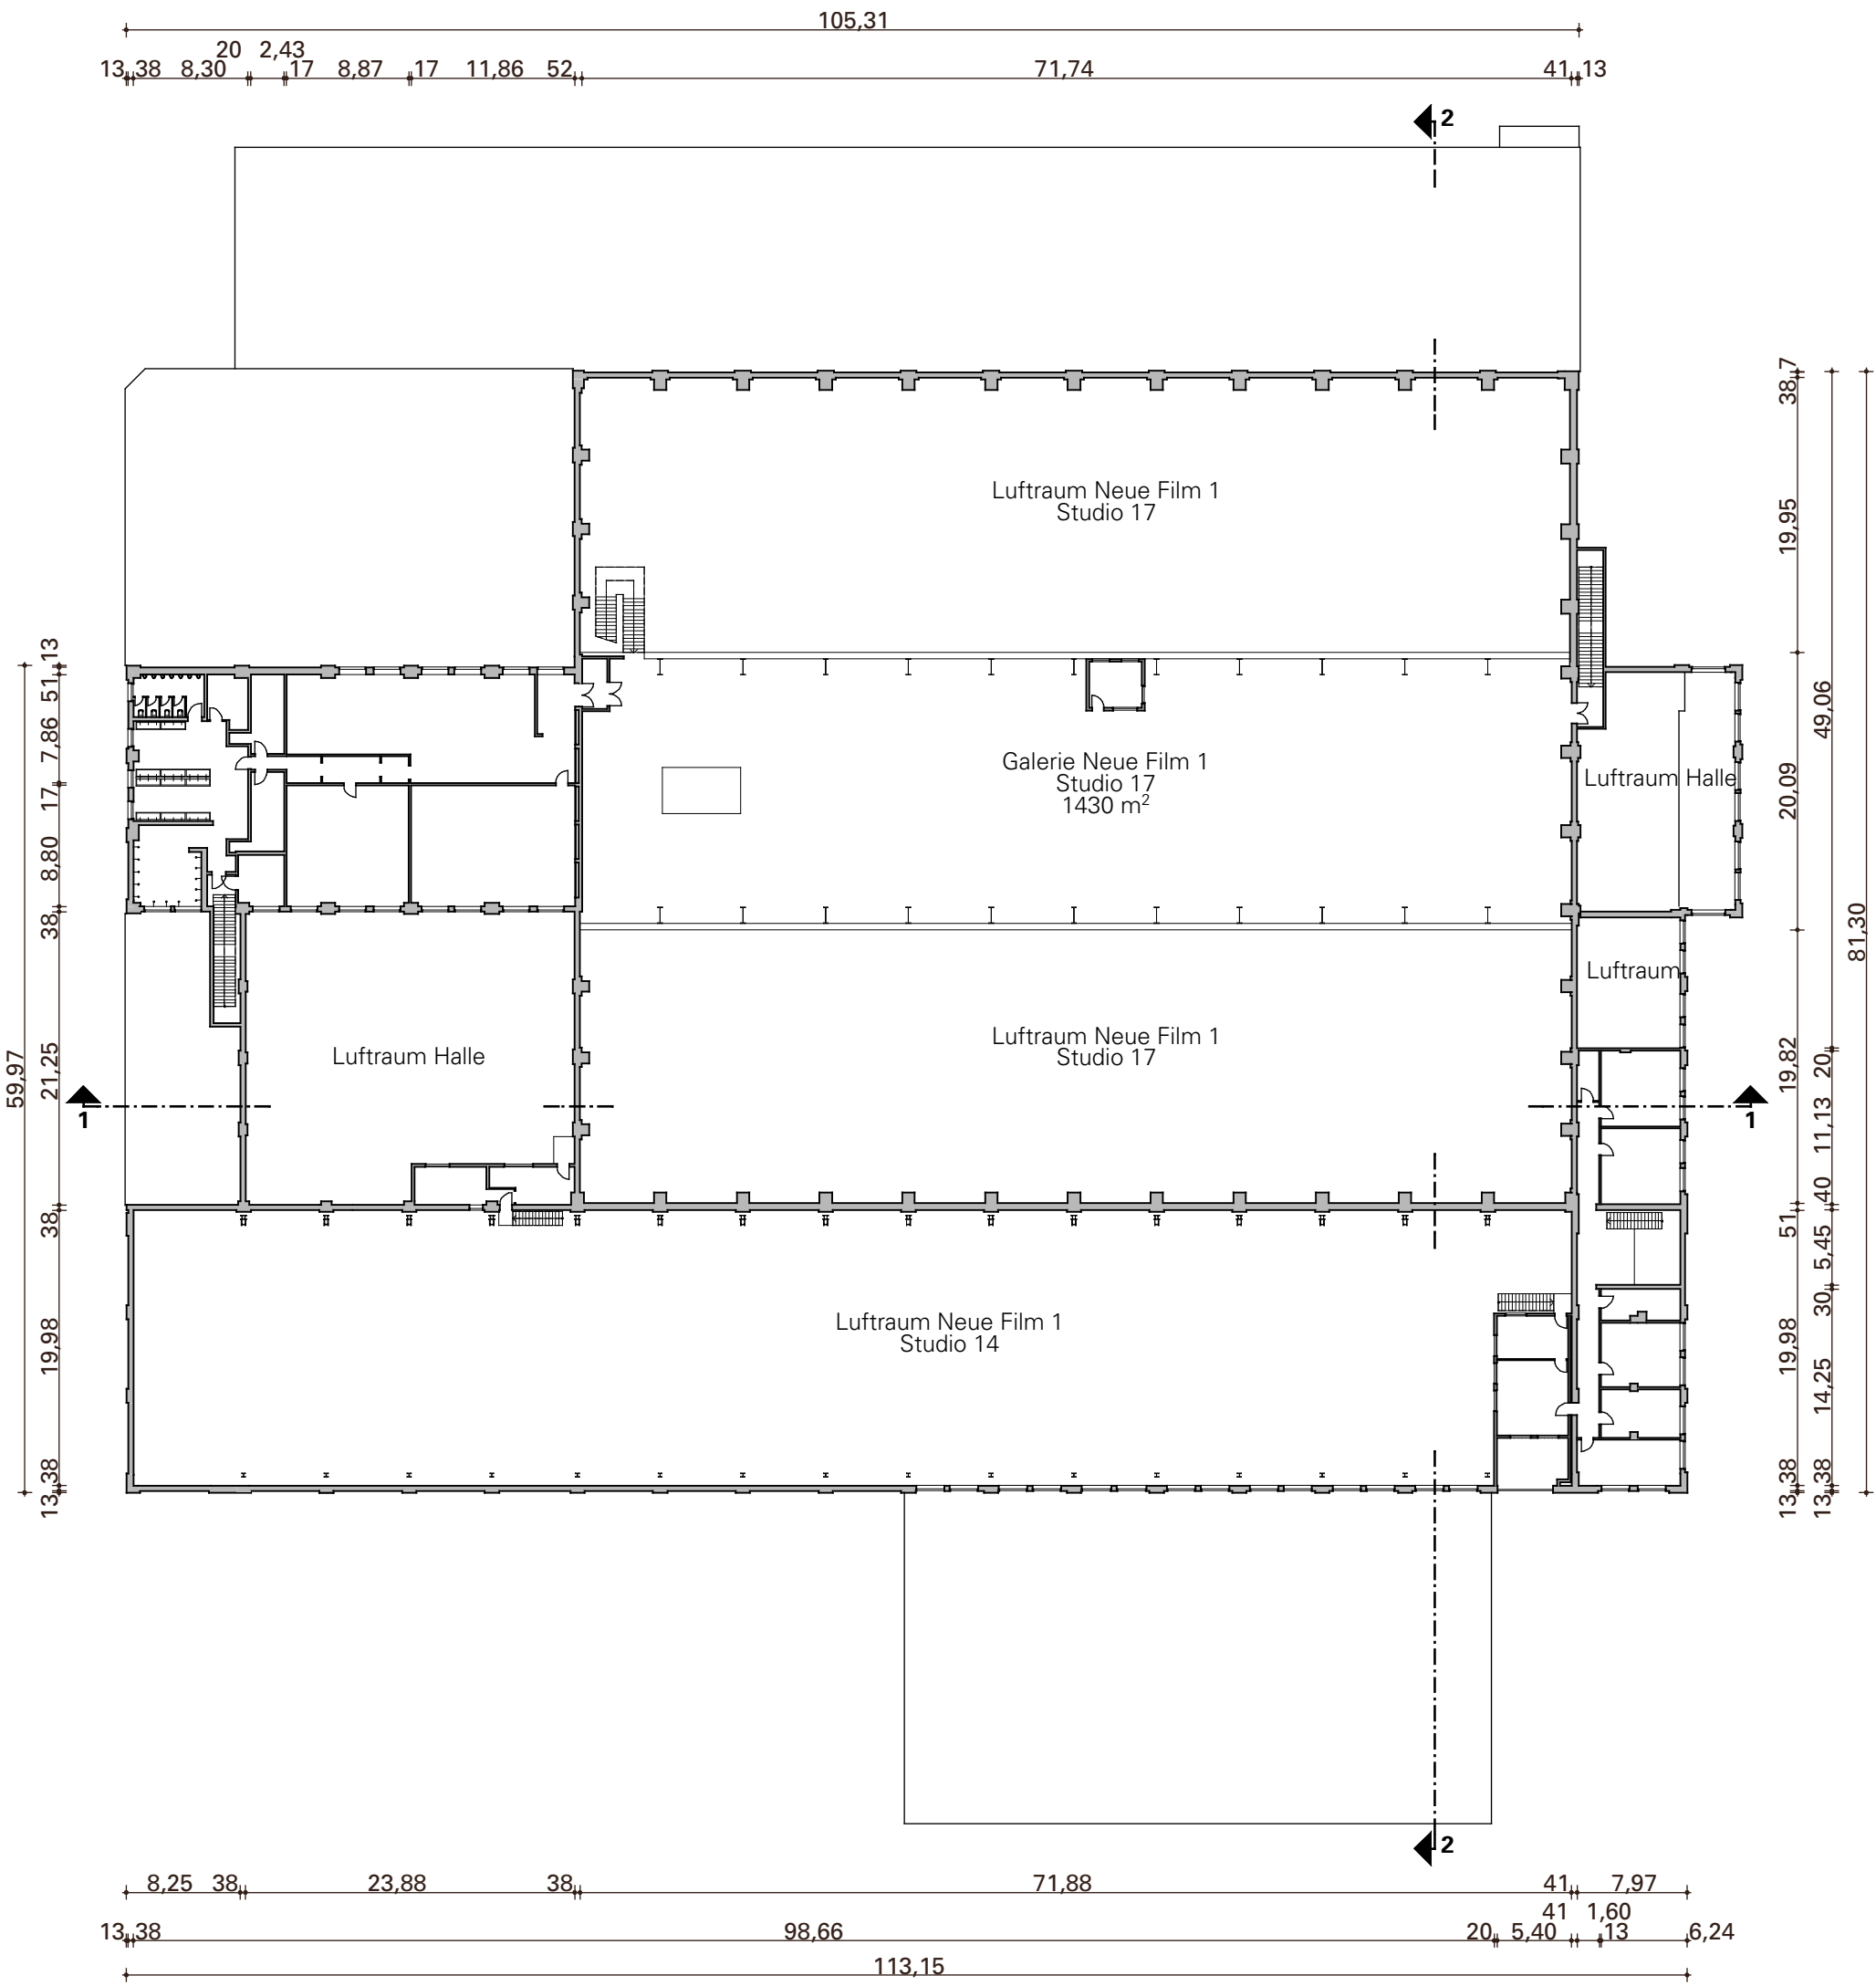 105,31
20 2,43
13 38 8,30 17 8,87 17 11,86 52 71,74 41 13
2
7
38
Luftraum Neue Film 1
Studio 17
19,95
13
51
49,06
7,86
Galerie Neue Film 1
Studio 17
1430 m²
Luftraum Halle
17
20,09
8,80
38
81,30
Luftraum
Luftraum Neue Film 1
Studio 17
Luftraum Halle
59,97
21,25
19,82
20
1
1
11,13
40
38
51
5,45
30
Luftraum Neue Film 1
Studio 14
19,98
19,98
14,25
38
13
38
13
38
13
2
8,25 38 23,88 38 71,88 41 7,97
41 1,60
13 38 98,66 20 5,40 13 6,24
113,15